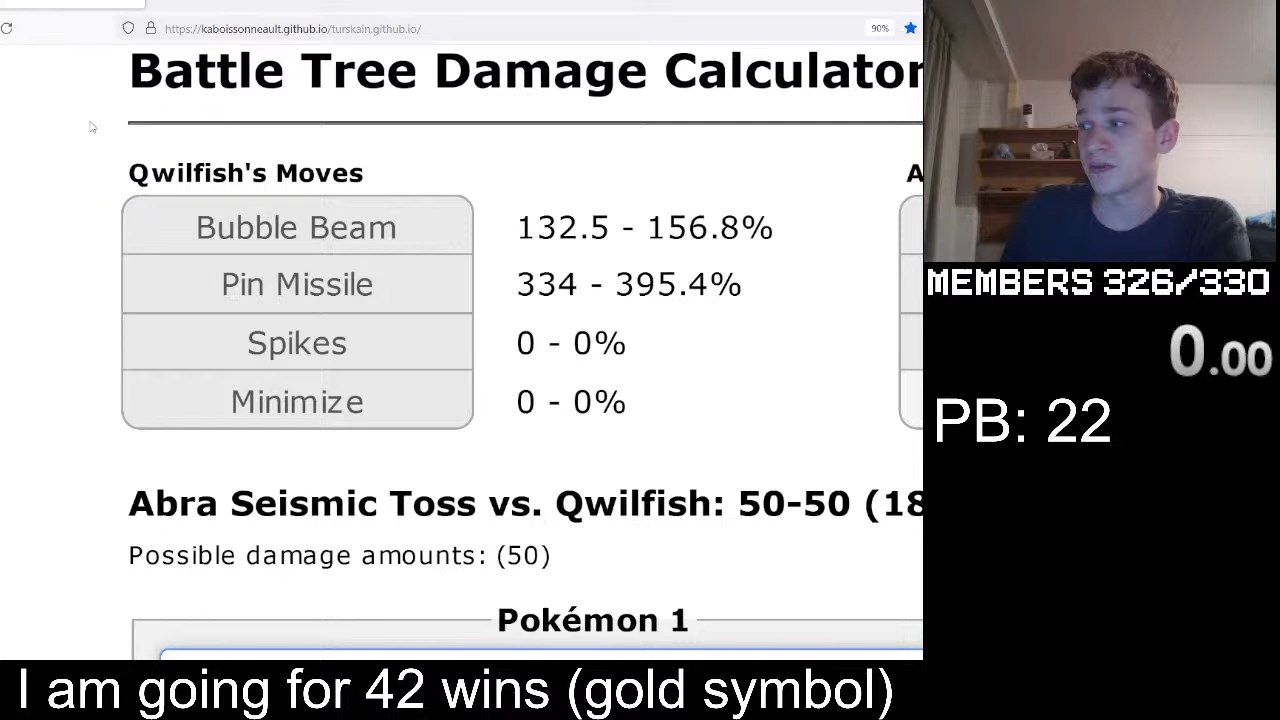 https://kaboissonneault.github.io/turskain.github.io/
90%
Battle Tree Damage Calculator
Qwilfish's Moves
A
Bubble Beam 132.5 - 156.8%
Pin Missile 334 - 395.4%
Spikes 0 - 0%
Minimize 0 - 0%
Abra Seismic Toss vs. Qwilfish: 50-50 (18
Possible damage amounts: (50)
Pokémon 1
MEMBERS 326/330
0.00
PB: 22
I am going for 42 wins (gold symbol)